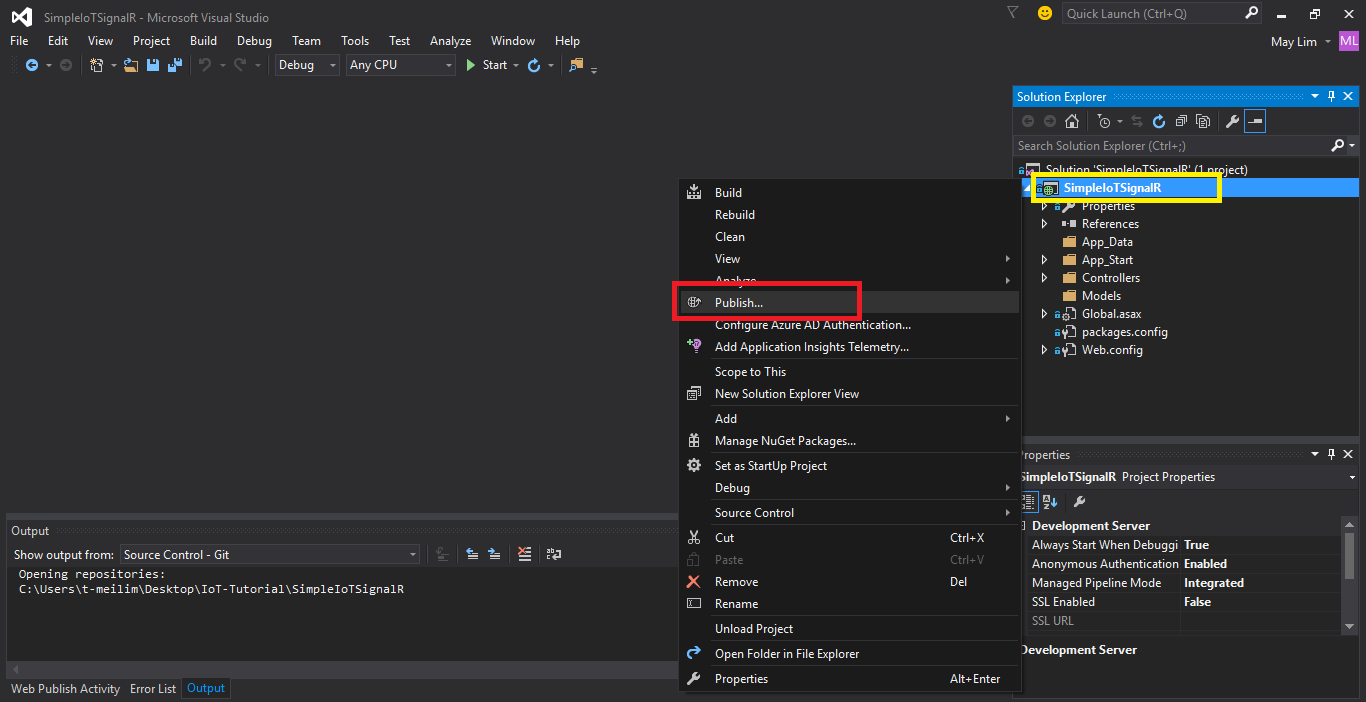 SimpleIoTSignalR - Microsoft Visual Studio
Quick Launch (Ctrl+Q)
File Edit View Project Build Debug Team Tools Test Analyze Window Help
May Lim ML
Debug Any CPU Start
Solution Explorer
Search Solution Explorer (Ctrl+;)
Solution 'SimpleIoTSignalR' (1 project)
SimpleIoTSignalR
Properties
References
App_Data
App_Start
Controllers
Models
Global.asax
packages.config
Web.config
Build
Rebuild
Clean
View
Analyze
Publish...
Configure Azure AD Authentication...
Add Application Insights Telemetry...
Scope to This
New Solution Explorer View
Add
Manage NuGet Packages...
Set as StartUp Project
Debug
Source Control
Cut Ctrl+X
Paste Ctrl+V
Remove Del
Rename
Unload Project
Open Folder in File Explorer
Properties Alt+Enter
Properties
SimpleIoTSignalR Project Properties
Development Server
Always Start When Debuggi True
Anonymous Authentication Enabled
Managed Pipeline Mode Integrated
SSL Enabled False
SSL URL
Development Server
Output
Show output from: Source Control - Git
Opening repositories:
C:\Users\t-meilim\Desktop\IoT-Tutorial\SimpleIoTSignalR
Web Publish Activity Error List Output